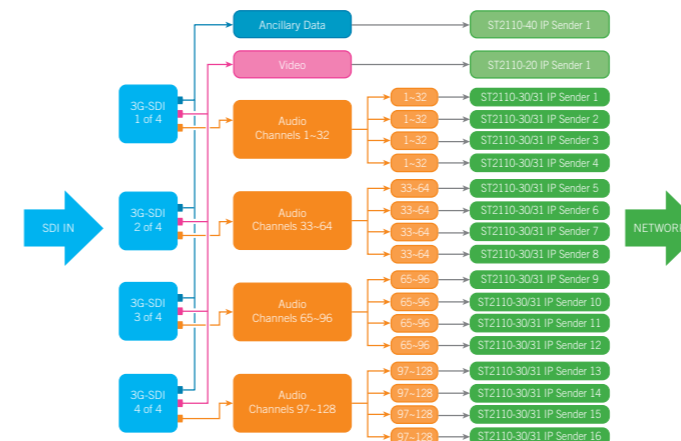 Ancillary Data
ST2110-40 IP Sender 1
Video
ST2110-20 IP Sender 1
3G-SDI
1 of 4
Audio
Channels 1~32
1~32
ST2110-30/31 IP Sender 1
1~32
ST2110-30/31 IP Sender 2
1~32
ST2110-30/31 IP Sender 3
1~32
ST2110-30/31 IP Sender 4
SDI IN
3G-SDI
2 of 4
Audio
Channels 33~64
33~64
ST2110-30/31 IP Sender 5
33~64
ST2110-30/31 IP Sender 6
33~64
ST2110-30/31 IP Sender 7
33~64
ST2110-30/31 IP Sender 8
NETWORK
3G-SDI
3 of 4
Audio
Channels 65~96
65~96
ST2110-30/31 IP Sender 9
65~96
ST2110-30/31 IP Sender 10
65~96
ST2110-30/31 IP Sender 11
65~96
ST2110-30/31 IP Sender 12
3G-SDI
4 of 4
Audio
Channels 97~128
97~128
ST2110-30/31 IP Sender 13
97~128
ST2110-30/31 IP Sender 14
97~128
ST2110-30/31 IP Sender 15
97~128
ST2110-30/31 IP Sender 16